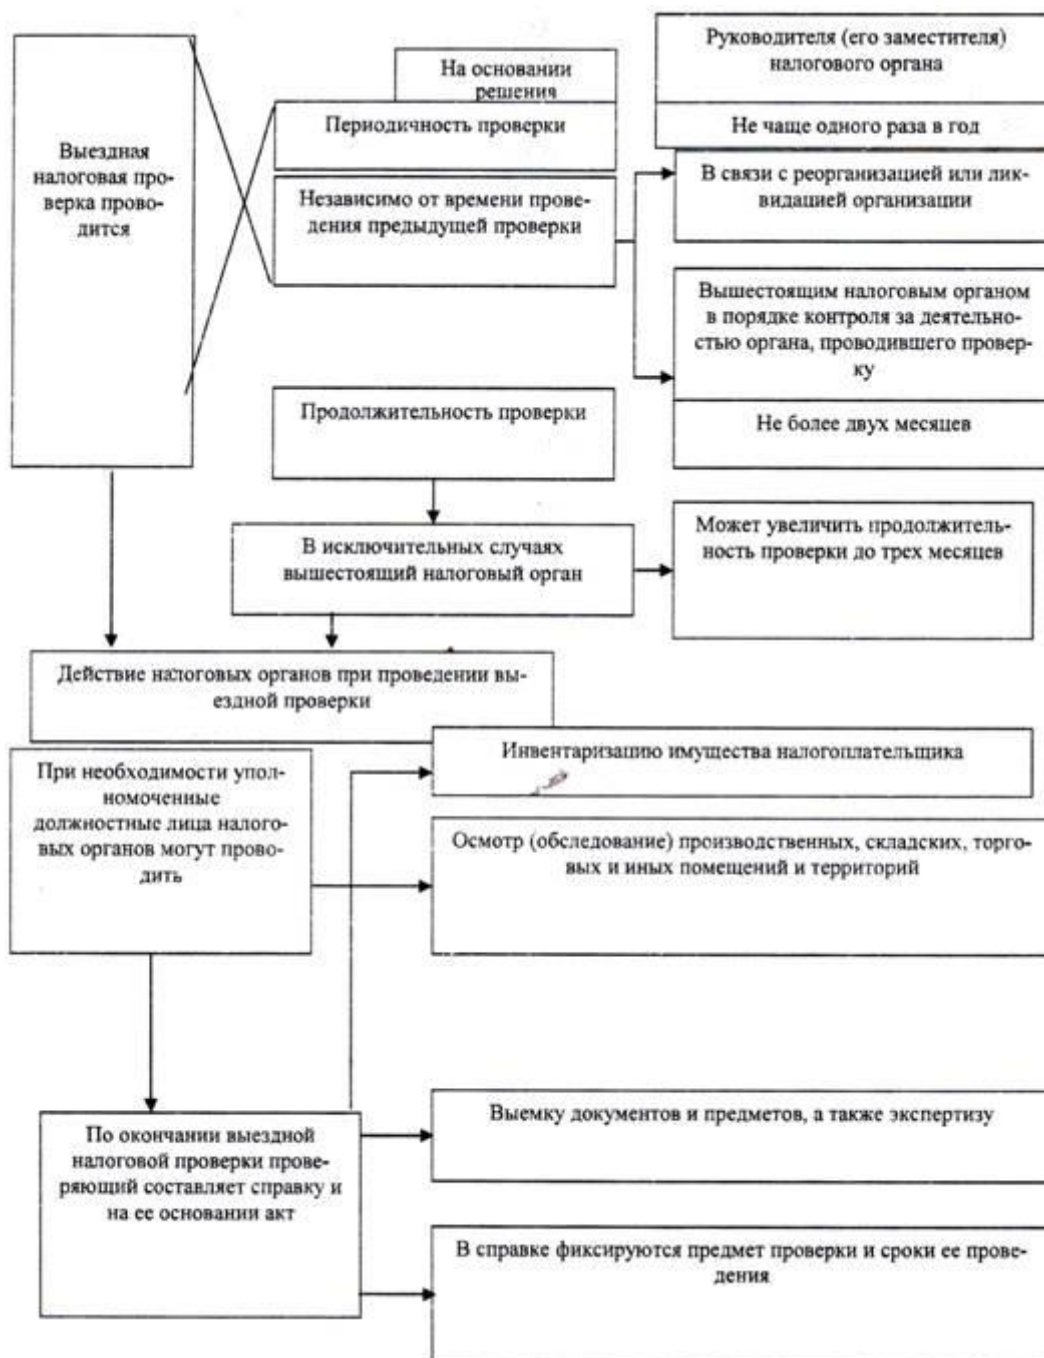 Руководителя (его заместителя)
налогового органа
На основании
решения
Периодичность проверки
Не чаще одного раза в год
Выездная
налоговая про-
верка прово-
дится
Независимо от времени прове-
дения предыдущей проверки
В связи с реорганизацией или лик-
видацией организации
Вышестоящим налоговым органом
в порядке контроля за деятельно-
стью органа, проводившего провер-
ку
Продолжительность проверки
Не более двух месяцев
В исключительных случаях
вышестоящий налоговый орган
Может увеличить продолжитель-
ность проверки до трех месяцев
Действие налоговых органов при проведении вы-
ездной проверки
При необходимости упол-
номоченные
должностные лица налого-
вых органов могут прово-
дить
Инвентаризацию имущества налогоплательщика
Осмотр (обследование) производственных, складских, торго-
вых и иных помещений и территорий
По окончании выездной
налоговой проверки прове-
ряющий составляет справку и
на ее основании акт
Выемку документов и предметов, а также экспертизу
В справке фиксируются предмет проверки и сроки ее прове-
дения